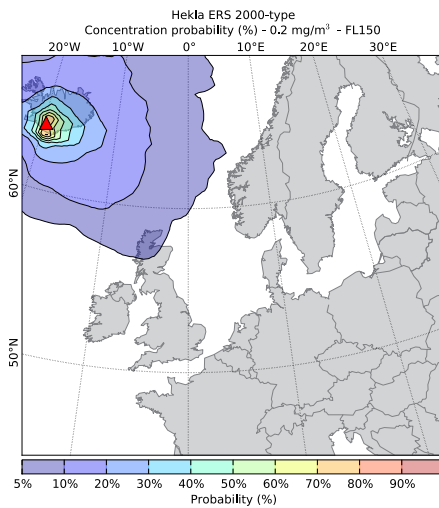 Hekla ERS 2000-type
Concentration probability (%) - 0.2 mg/m³ - FL150
20°W 10°W 0° 10°E 20°E 30°E
60°N
50°N
5% 10% 20% 30% 40% 50% 60% 70% 80% 90%
Probability (%)